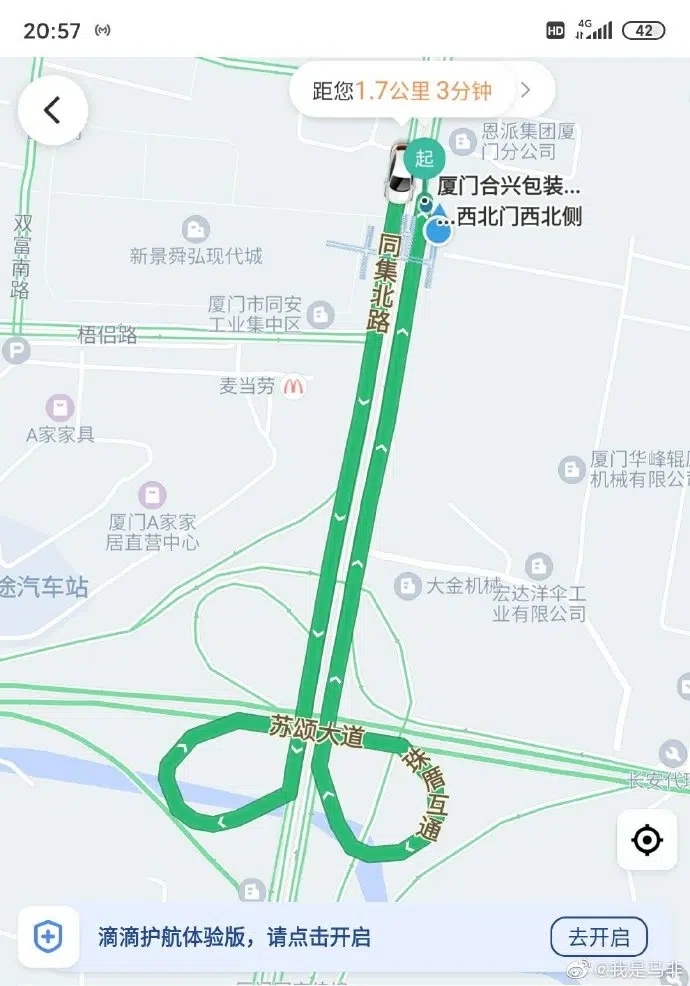 20:57
HD 4G 42
距您1.7公里 3分钟
恩派集团厦
门分公司
起
厦门合兴包装...
...西北门西北侧
双富南路
新景舜弘现代城
同集北路
厦门市同安
工业集中区
梧侣路
P
麦当劳
A家家具
厦门华峰辊
机械有限公司
厦门A家家
居直营中心
途汽车站
大金机械
宏达洋伞工
业有限公司
苏颂大道
珠厝互通
长安代
滴滴护航体验版，请点击开启
去开启
@我是马非